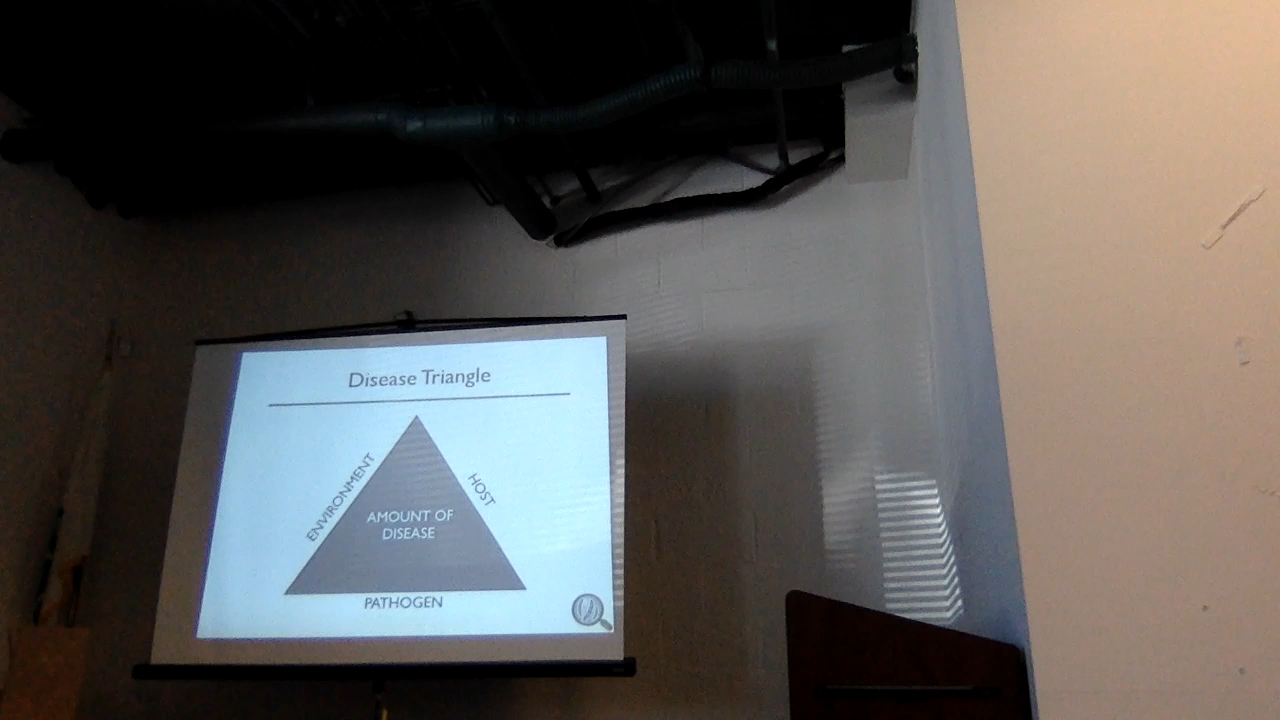 Disease Triangle
ENVIRONMENT
HOST
AMOUNT OF
DISEASE
PATHOGEN